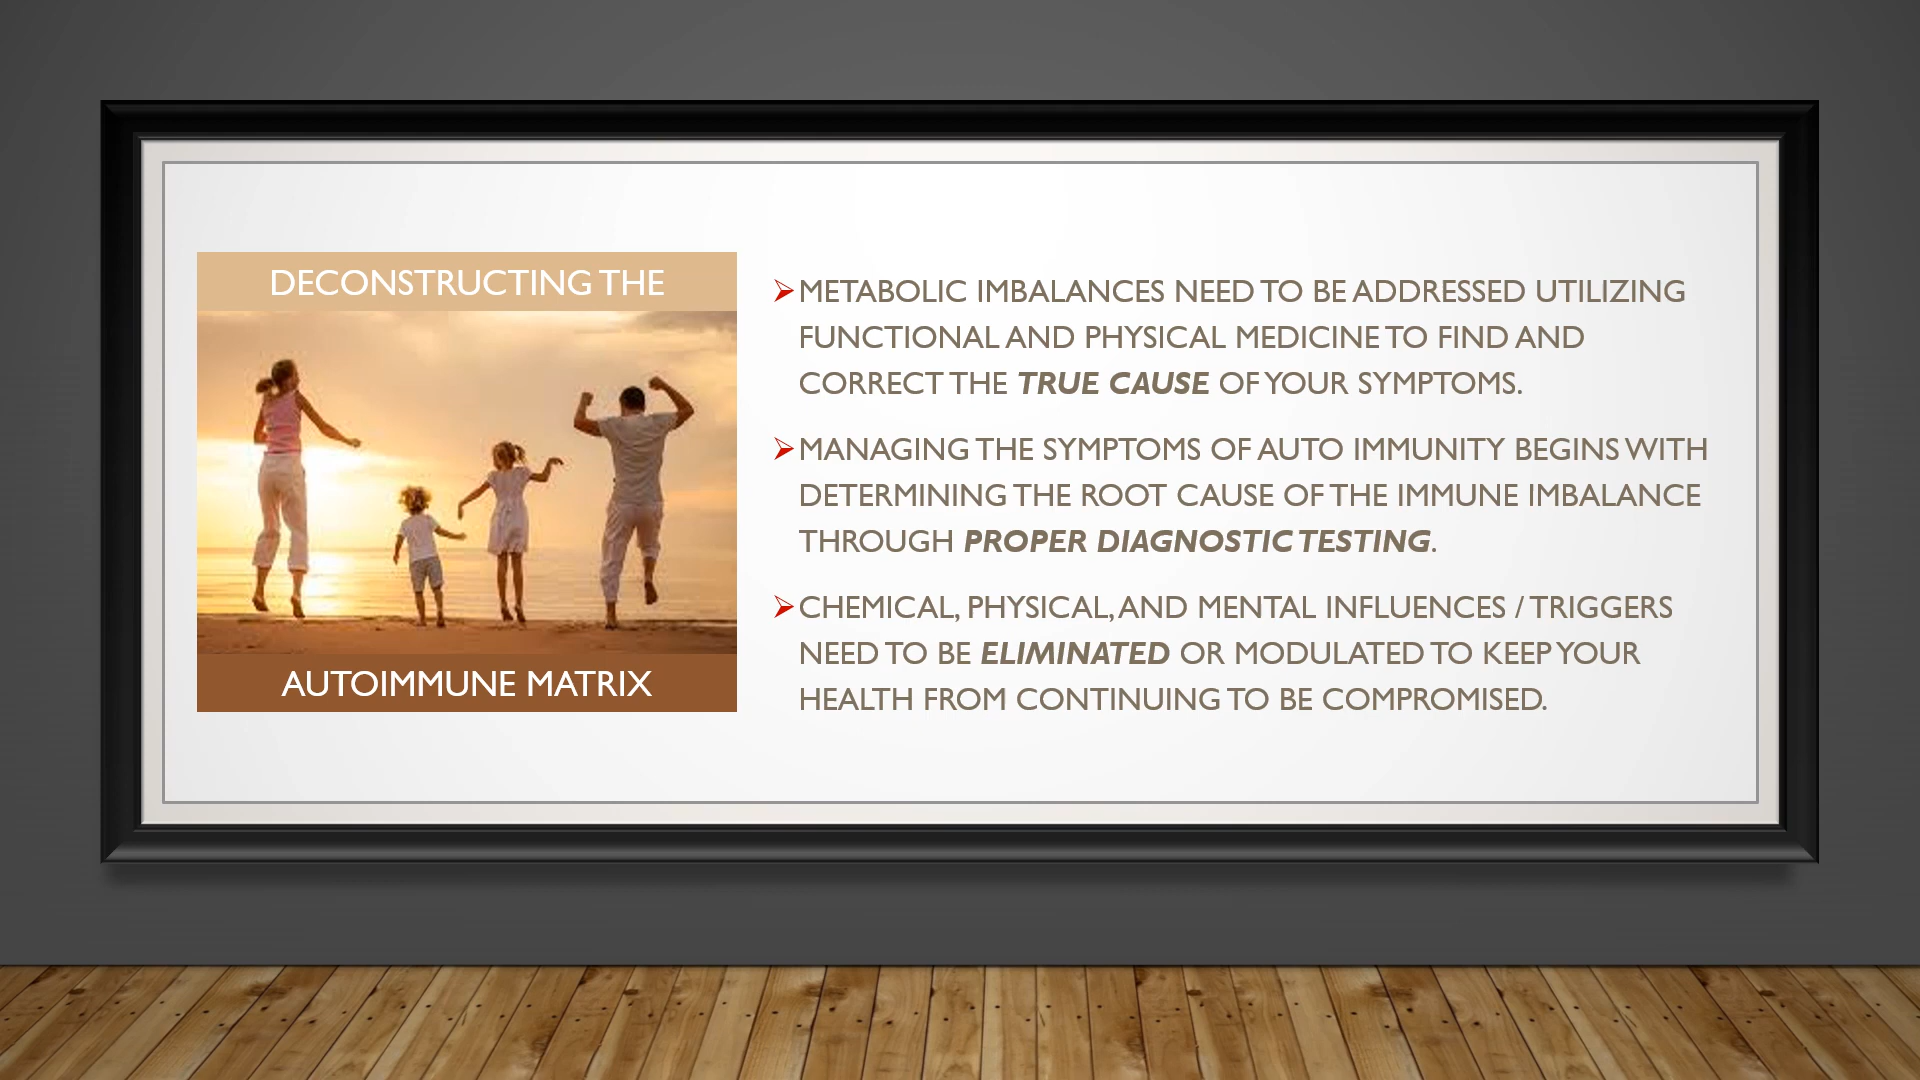 DECONSTRUCTING THE
AUTOIMMUNE MATRIX
METABOLIC IMBALANCES NEED TO BE ADDRESSED UTILIZING
FUNCTIONAL AND PHYSICAL MEDICINE TO FIND AND
CORRECT THE TRUE CAUSE OF YOUR SYMPTOMS.
MANAGING THE SYMPTOMS OF AUTO IMMUNITY BEGINS WITH
DETERMINING THE ROOT CAUSE OF THE IMMUNE IMBALANCE
THROUGH PROPER DIAGNOSTIC TESTING.
CHEMICAL, PHYSICAL, AND MENTAL INFLUENCES / TRIGGERS
NEED TO BE ELIMINATED OR MODULATED TO KEEP YOUR
HEALTH FROM CONTINUING TO BE COMPROMISED.